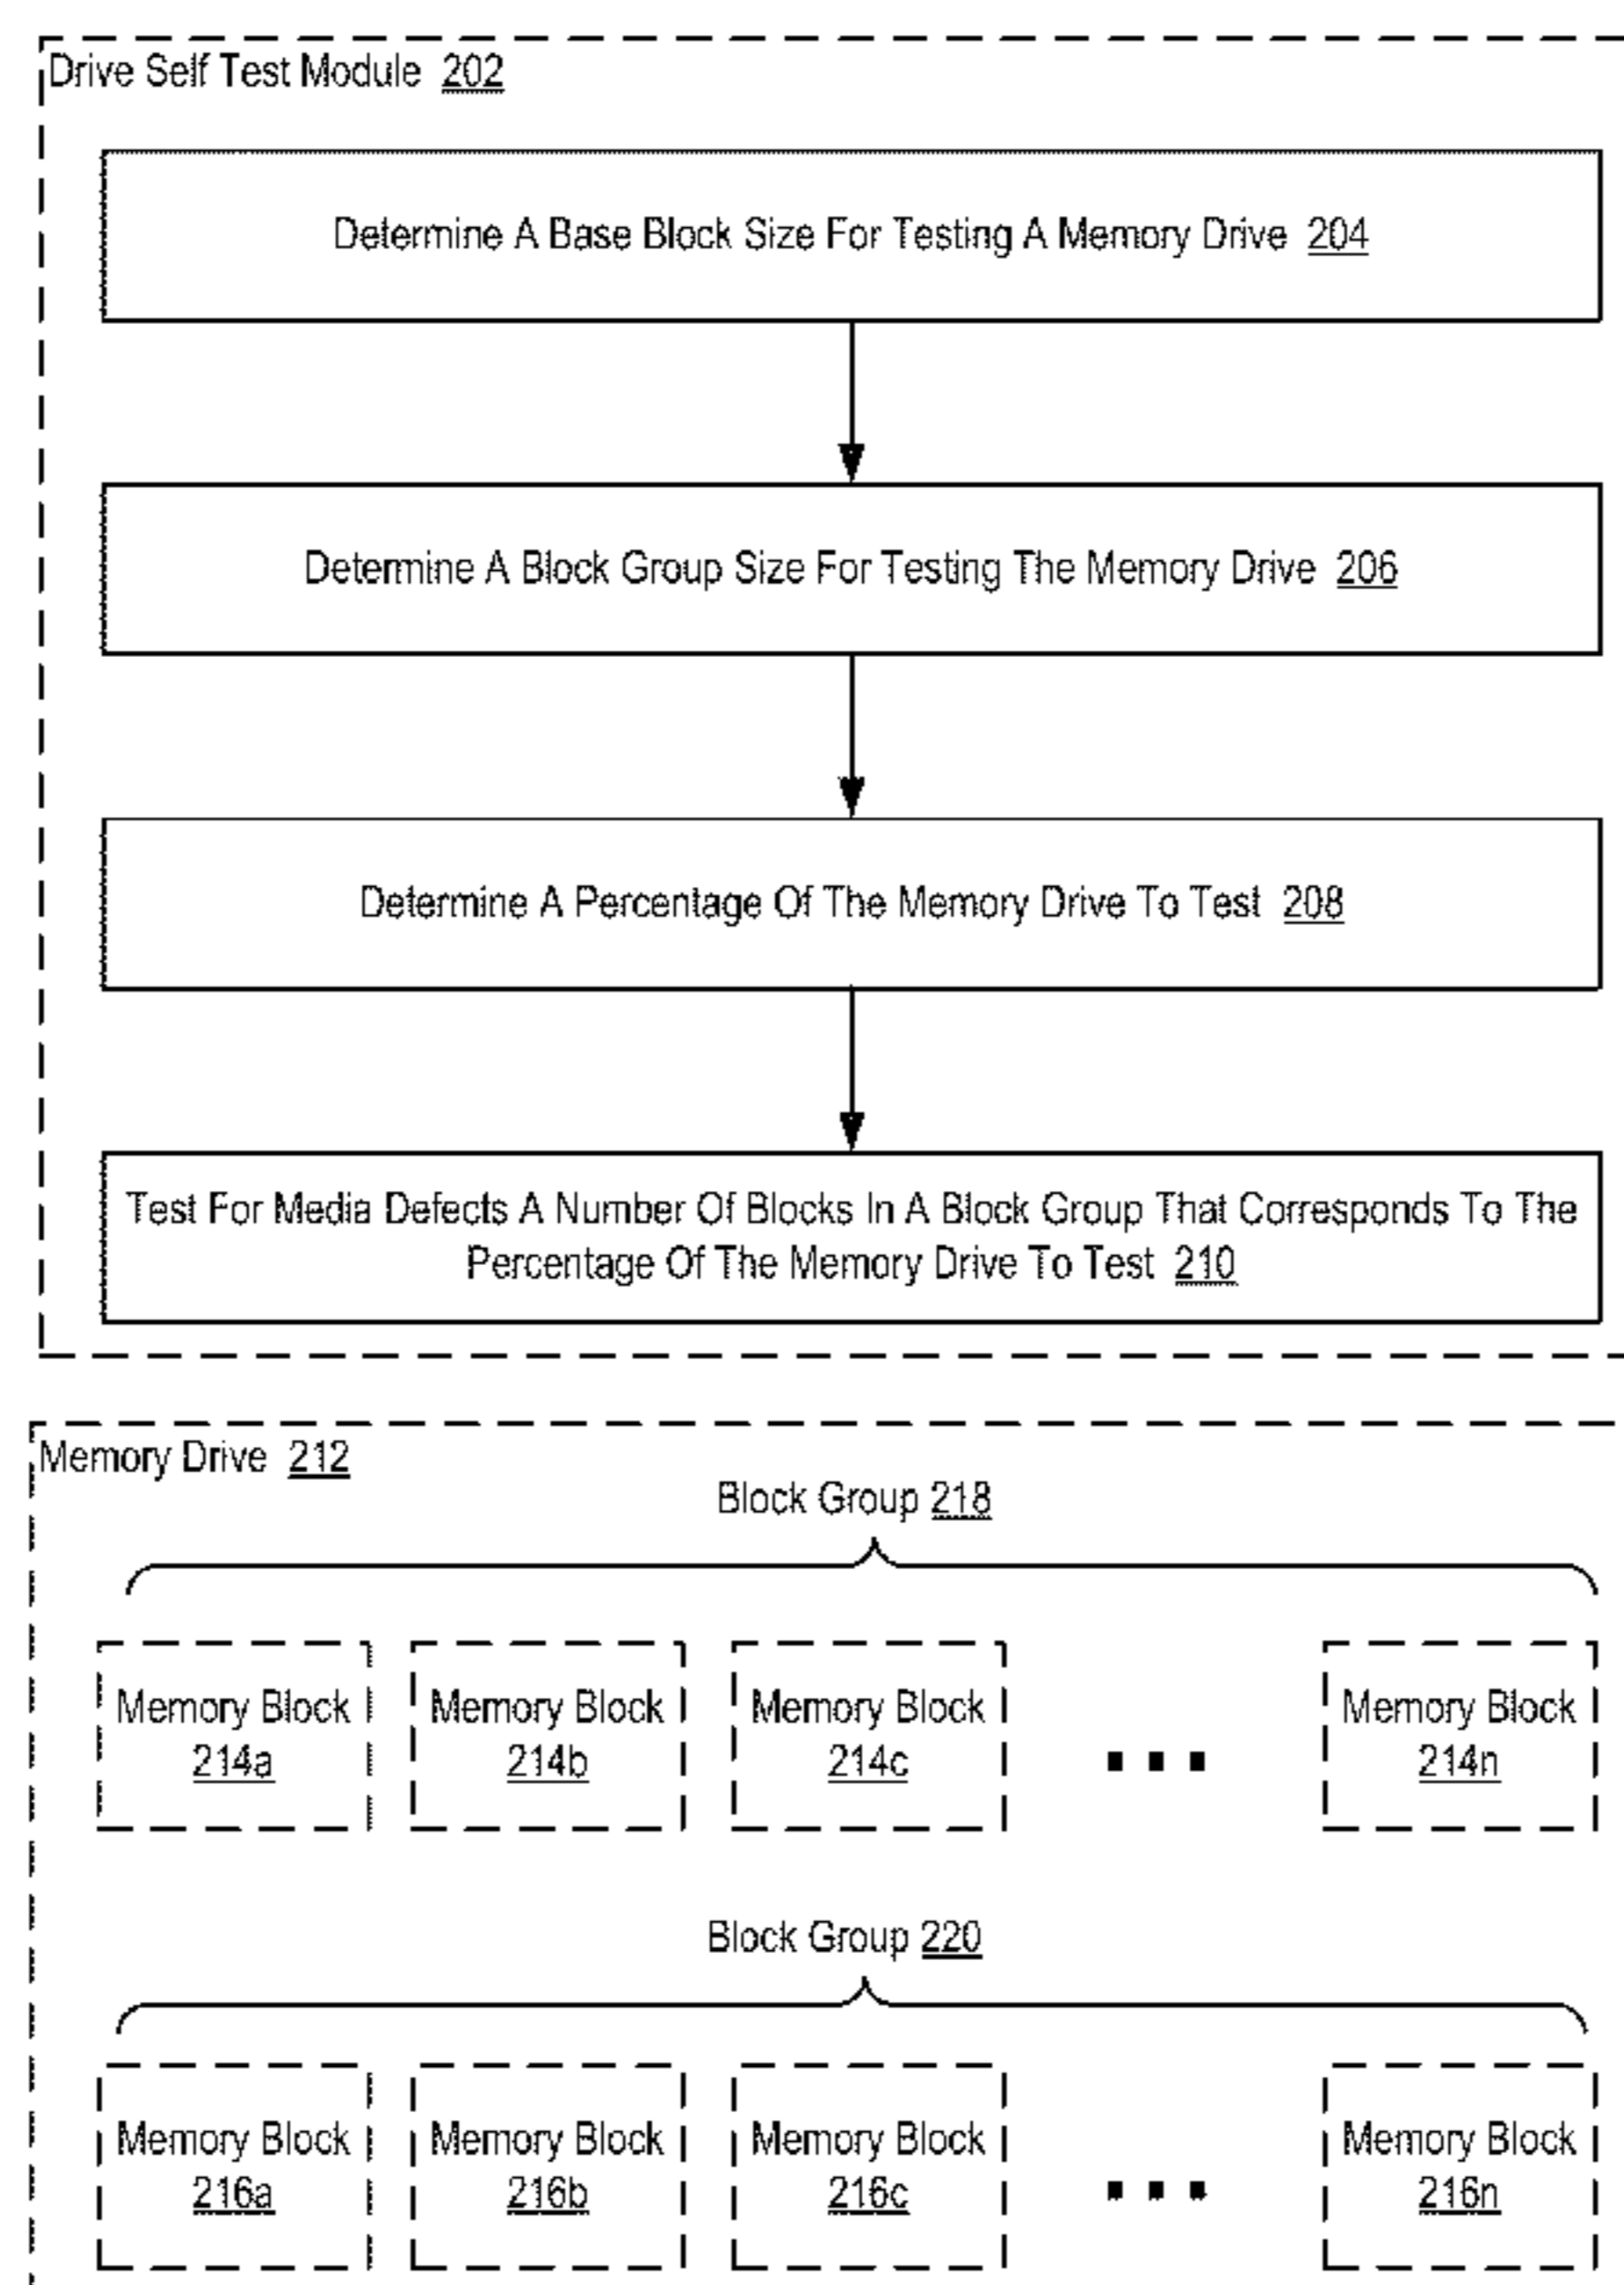 Drive Self Test Module 202
Determine A Base Block Size For Testing A Memory Drive 204
Determine A Block Group Size For Testing The Memory Drive 206
Determine A Percentage Of The Memory Drive To Test 208
Test For Media Defects A Number Of Blocks In A Block Group That Corresponds To The
Percentage Of The Memory Drive To Test 210
Memory Drive 212
Block Group 218
Memory Block
214a
Memory Block
214b
Memory Block
214c
Memory Block
214n
Block Group 220
Memory Block
216a
Memory Block
216b
Memory Block
216c
Memory Block
216n